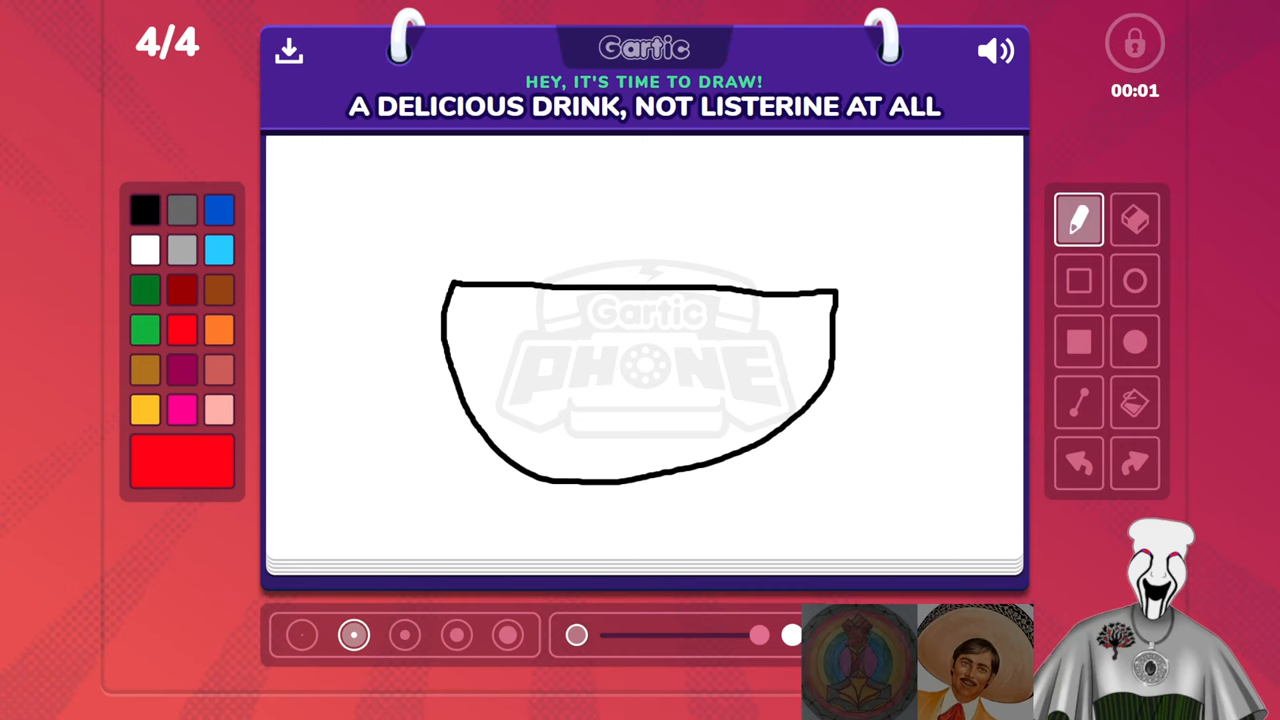 4/4
Gartic
HEY, IT'S TIME TO DRAW!
A DELICIOUS DRINK, NOT LISTERINE AT ALL
00:01
Gartic
PHONE